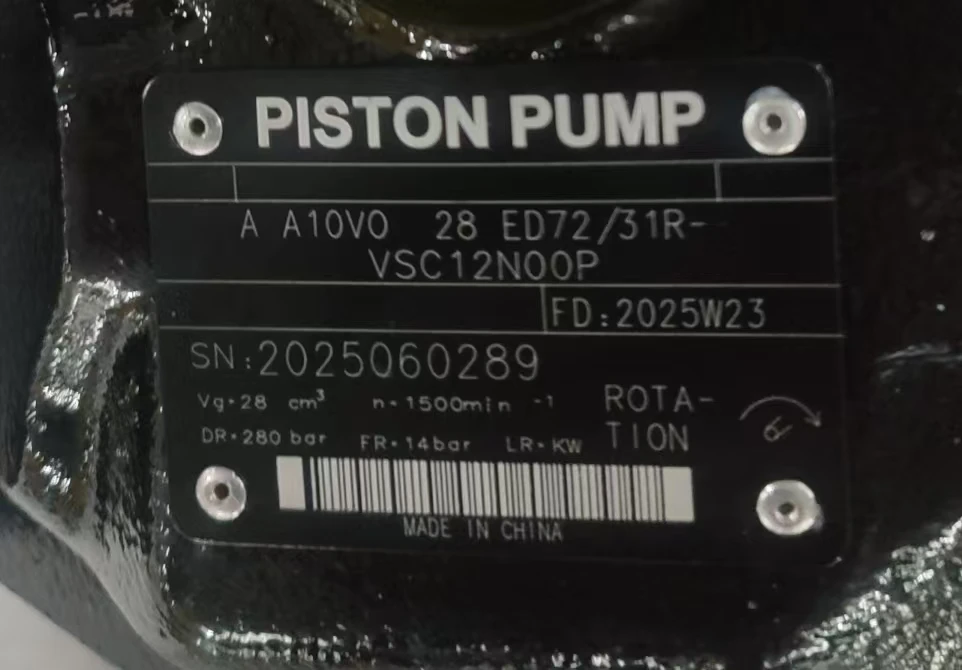 PISTON PUMP
A A10VO 28 ED72/31R-
VSC12N00P
FD:2025W23
SN:2025060289
Vg=28 cm³ n=1500min -1
ROTA-
TION
DR=280 bar FR=14bar LR=KW
MADE IN CHINA